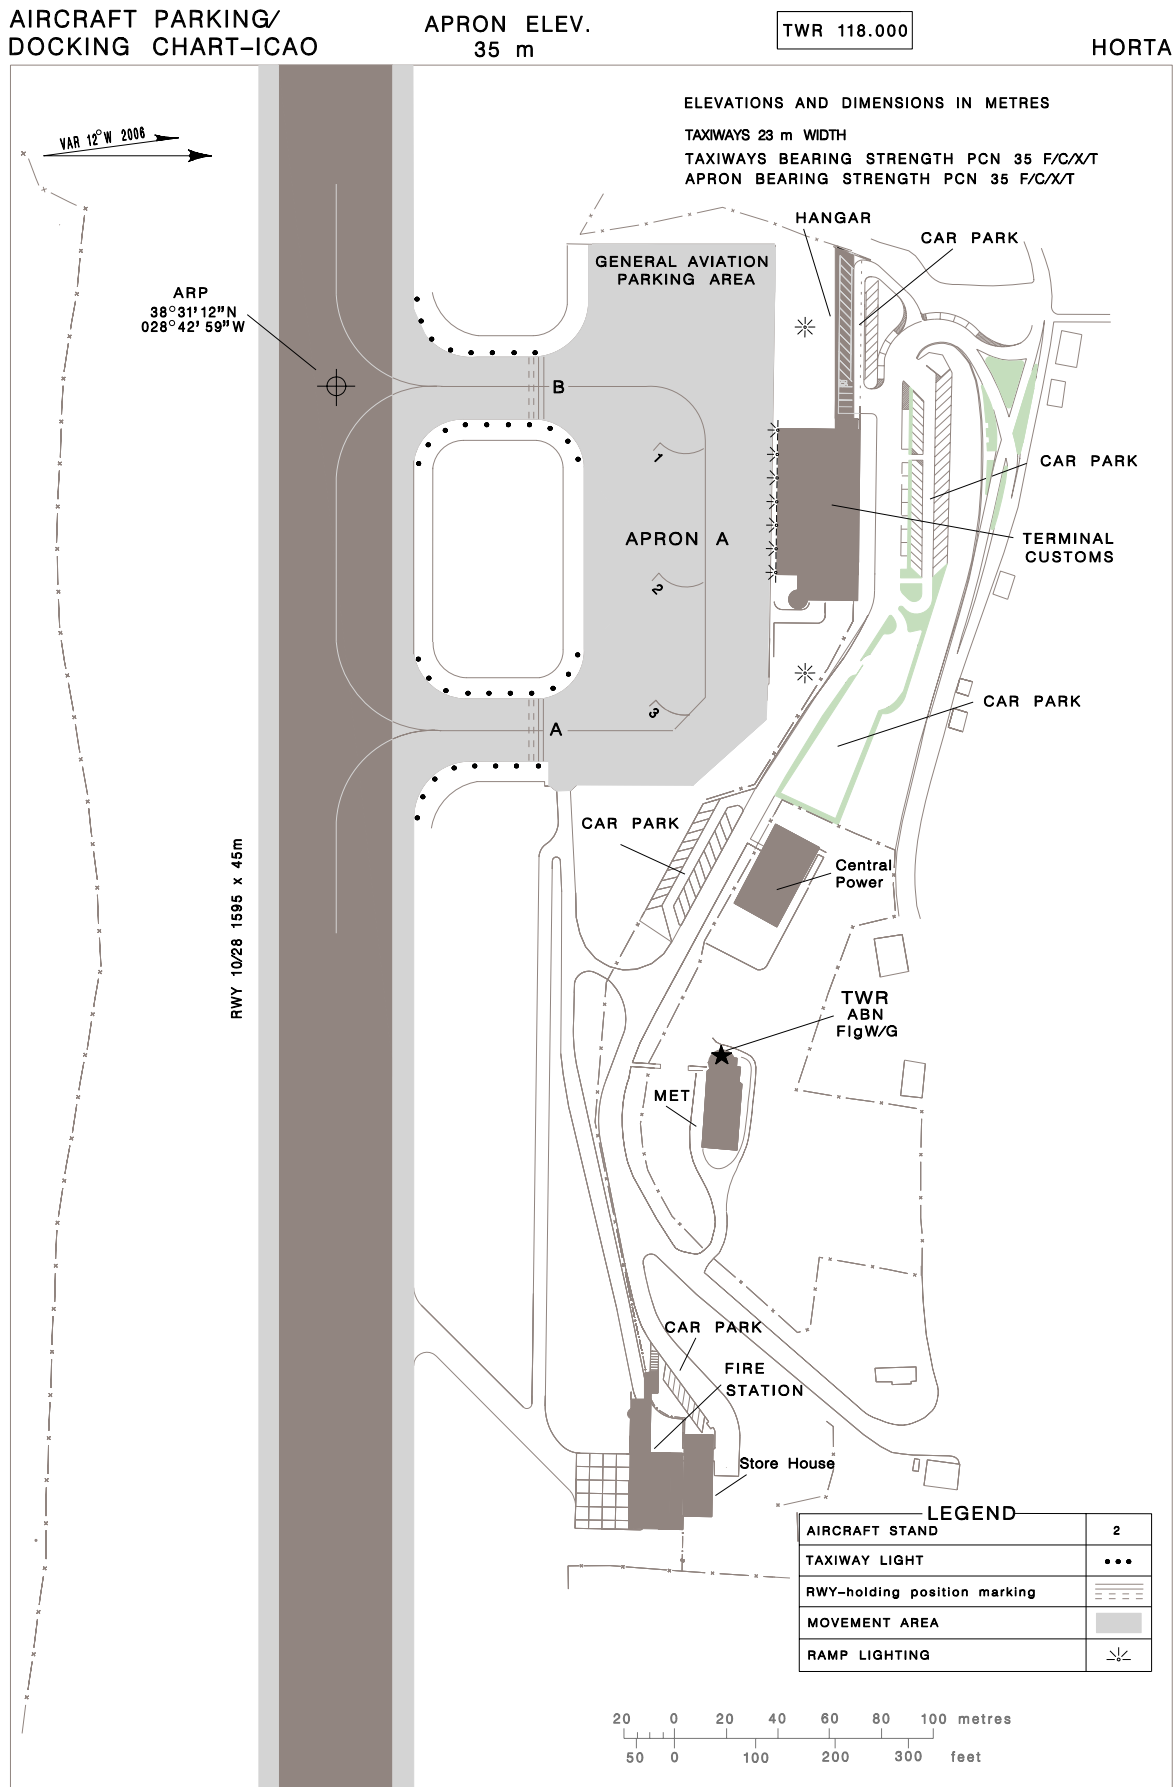 AIRCRAFT PARKING/
DOCKING CHART-ICAO
APRON ELEV.
35 m
TWR 118.000
HORTA
ELEVATIONS AND DIMENSIONS IN METRES
TAXIWAYS 23 m WIDTH
TAXIWAYS BEARING STRENGTH PCN 35 F/C/X/T
APRON BEARING STRENGTH PCN 35 F/C/X/T
VAR 12°W 2006
HANGAR
CAR PARK
GENERAL AVIATION
PARKING AREA
ARP
38°31'12"N
028°42'59"W
B
1
CAR PARK
APRON A
TERMINAL
CUSTOMS
2
CAR PARK
3
A
CAR PARK
RWY 10/28 1595 x 45m
Central
Power
TWR
ABN
FlgW/G
MET
CAR PARK
FIRE
STATION
Store House
LEGEND
AIRCRAFT STAND 2
TAXIWAY LIGHT
RWY-holding position marking
MOVEMENT AREA
RAMP LIGHTING
20 0 20 40 60 80 100 metres
50 0 100 200 300 feet